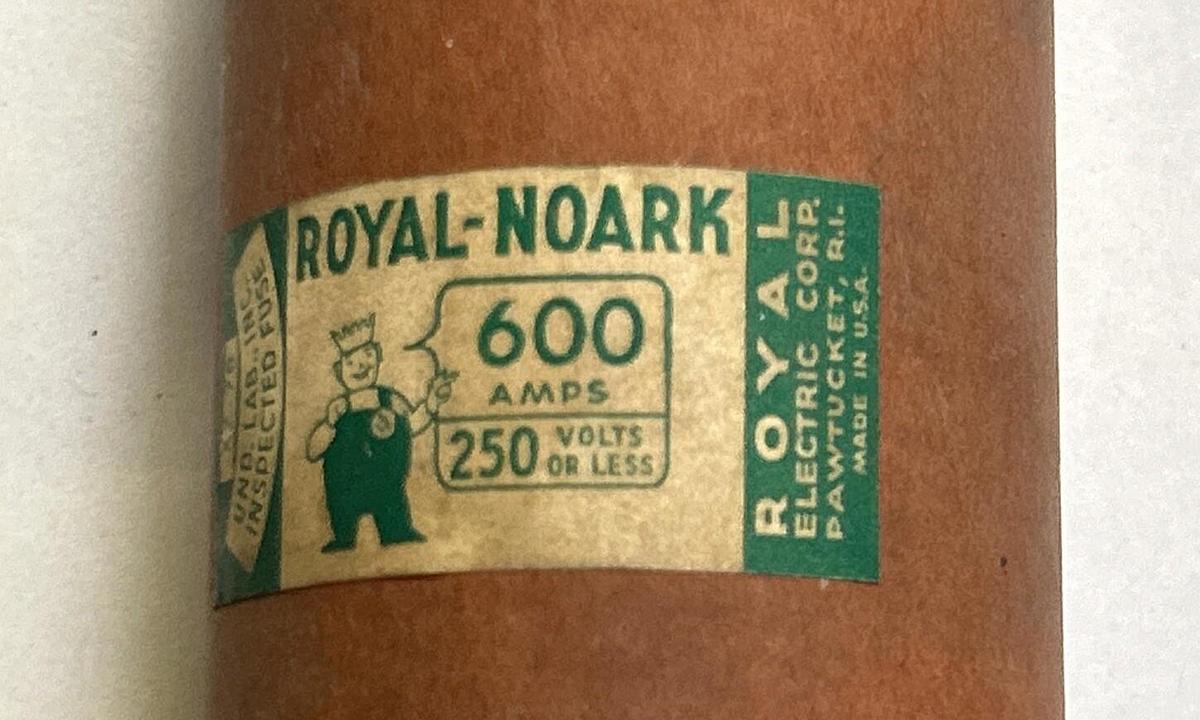 ROYAL-NOARK
600
AMPS
250 VOLTS
OR LESS
UND. LAB. INC.
INSPECTED FUSE
ROYAL
ELECTRIC CORP.
PAWTUCKET, R.I.
MADE IN U.S.A.